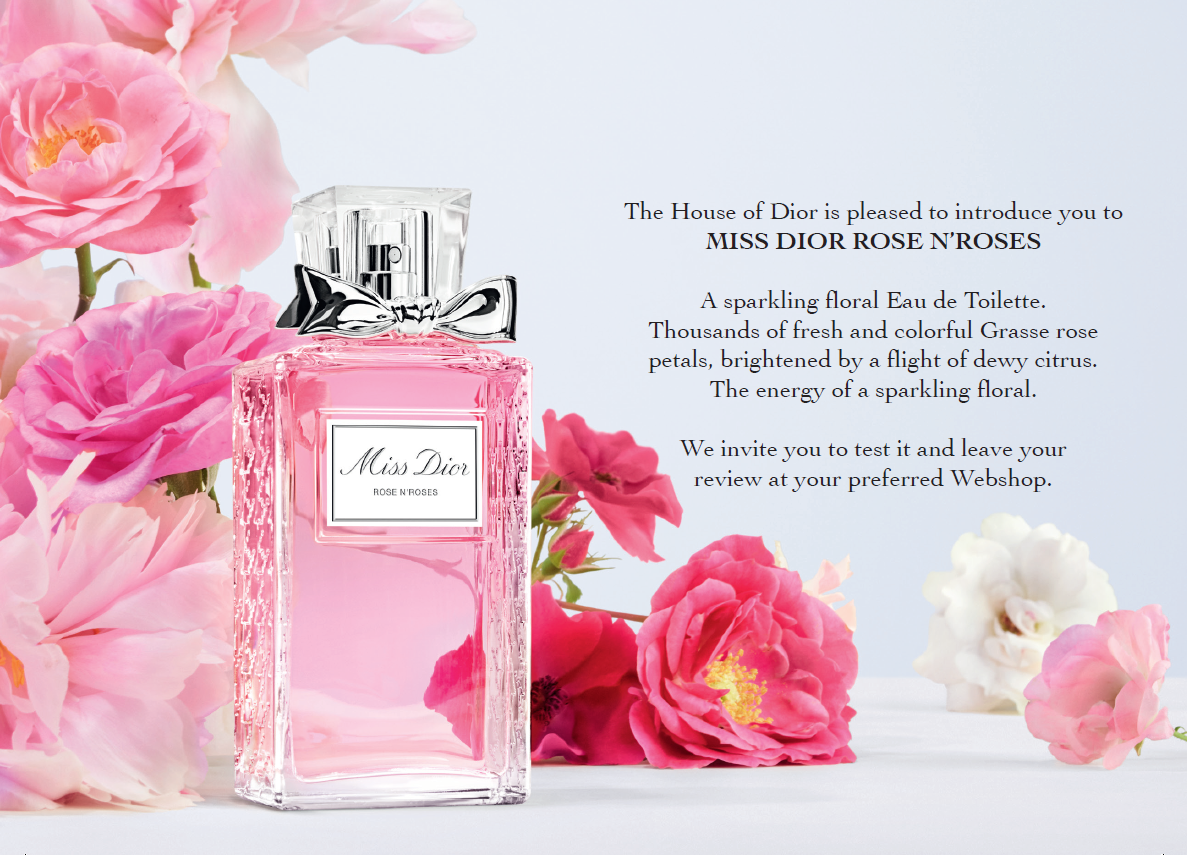 The House of Dior is pleased to introduce you to
MISS DIOR ROSE N'ROSES
A sparkling floral Eau de Toilette.
Thousands of fresh and colorful Grasse rose
petals, brightened by a flight of dewy citrus.
The energy of a sparkling floral.
We invite you to test it and leave your
review at your preferred Webshop.
Miss Dior
ROSE N'ROSES